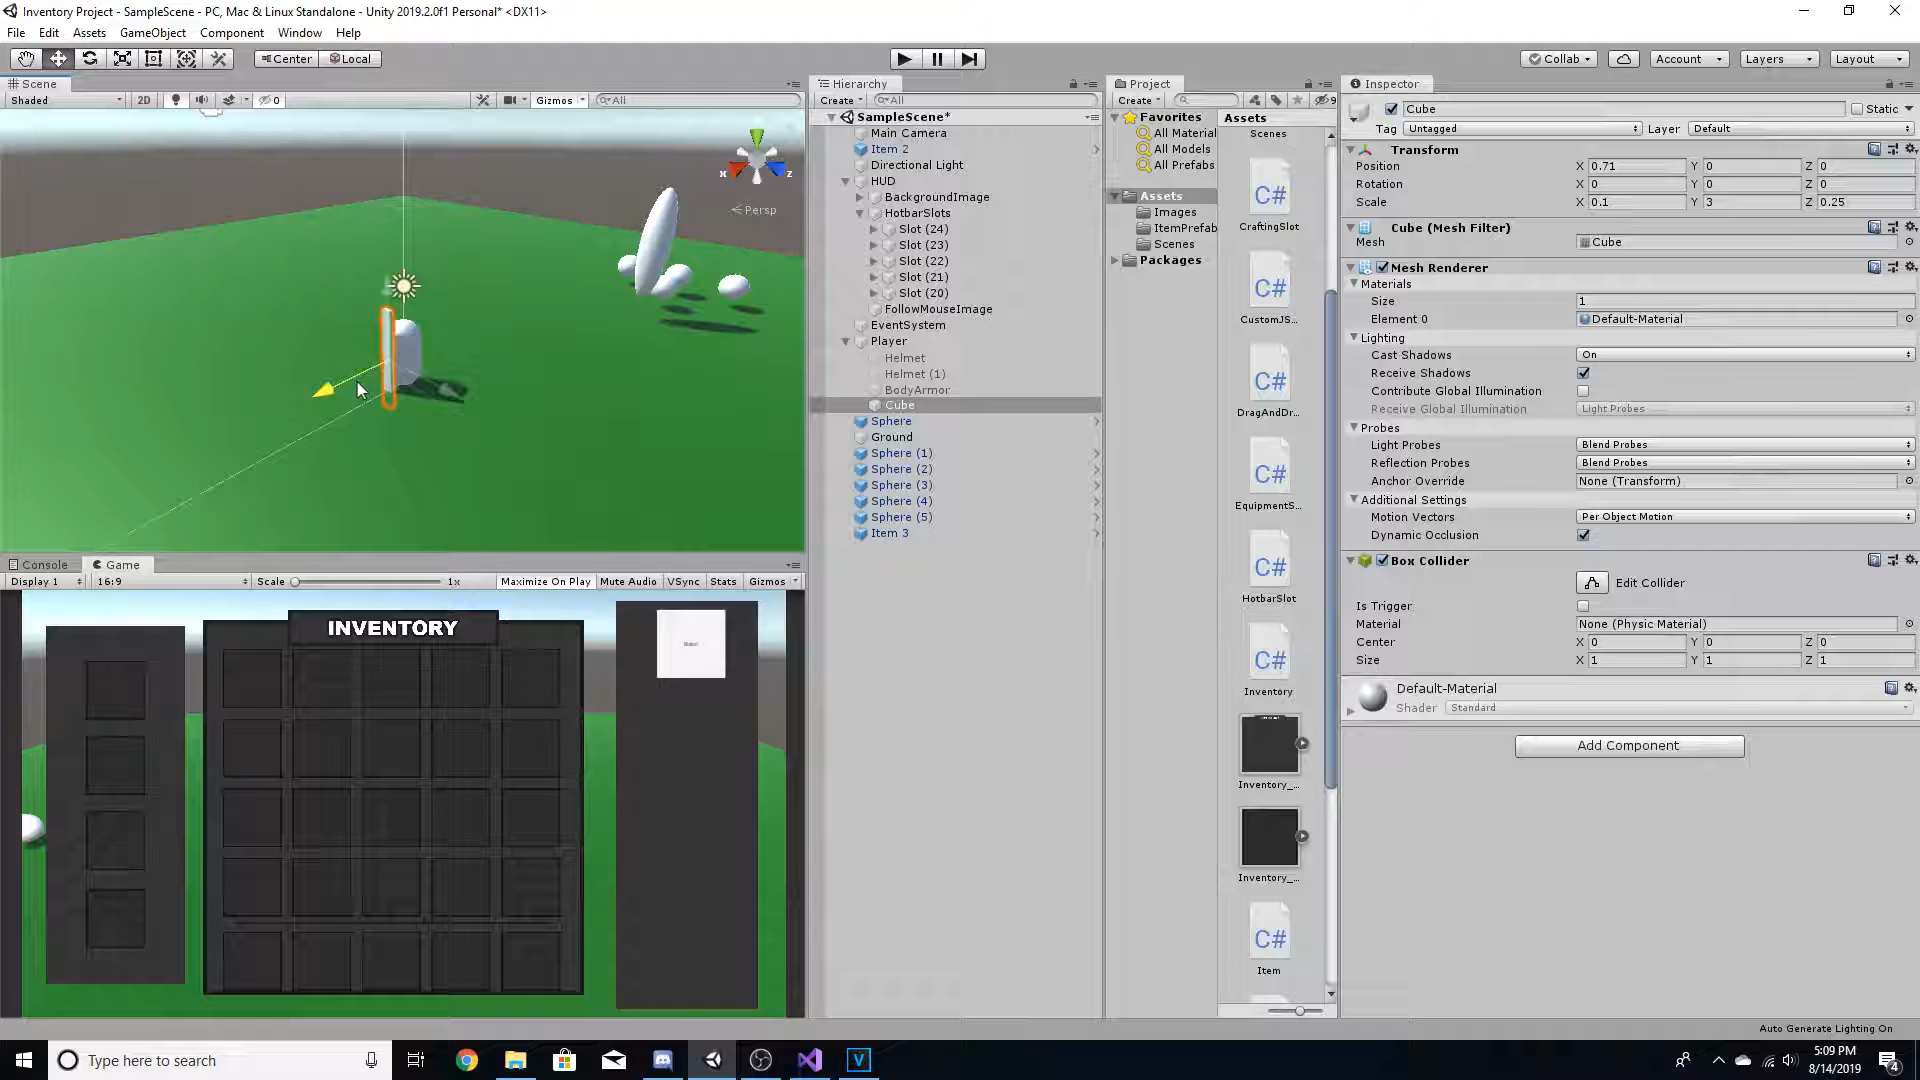 Inventory Project - SampleScene - PC, Mac & Linux Standalone - Unity 2019.2.0f1 Personal* <DX11>
File Edit Assets GameObject Component Window Help
Center Local Collab Account Layers Layout
Scene
Shaded 2D 0 Gizmos All
x z
Persp
Console Game
Display 1 16:9 Scale 1x Maximize On Play Mute Audio VSync Stats Gizmos
INVENTORY
Hierarchy
Create All
SampleScene*
Main Camera
Item 2
Directional Light
HUD
BackgroundImage
HotbarSlots
Slot (24)
Slot (23)
Slot (22)
Slot (21)
Slot (20)
FollowMouseImage
EventSystem
Player
Helmet
Helmet (1)
BodyArmor
Cube
Sphere
Ground
Sphere (1)
Sphere (2)
Sphere (3)
Sphere (4)
Sphere (5)
Item 3
Project
Create 9
Favorites
All Material
All Models
All Prefabs
Assets
Images
ItemPrefab
Scenes
Packages
Assets
Scenes
C#
CraftingSlot
C#
CustomJS...
C#
DragAndDr...
C#
EquipmentS...
C#
HotbarSlot
C#
Inventory
Inventory_...
Inventory_...
C#
Item
Inspector
Cube Static
Tag Untagged Layer Default
Transform
Position X 0.71 Y 0 Z 0
Rotation X 0 Y 0 Z 0
Scale X 0.1 Y 3 Z 0.25
Cube (Mesh Filter)
Mesh Cube
Mesh Renderer
Materials
Size 1
Element 0 Default-Material
Lighting
Cast Shadows On
Receive Shadows
Contribute Global Illumination
Receive Global Illumination Light Probes
Probes
Light Probes Blend Probes
Reflection Probes Blend Probes
Anchor Override None (Transform)
Additional Settings
Motion Vectors Per Object Motion
Dynamic Occlusion
Box Collider
Edit Collider
Is Trigger
Material None (Physic Material)
Center X 0 Y 0 Z 0
Size X 1 Y 1 Z 1
Default-Material
Shader Standard
Add Component
Auto Generate Lighting On
Type here to search
V
5:09 PM
8/14/2019
4